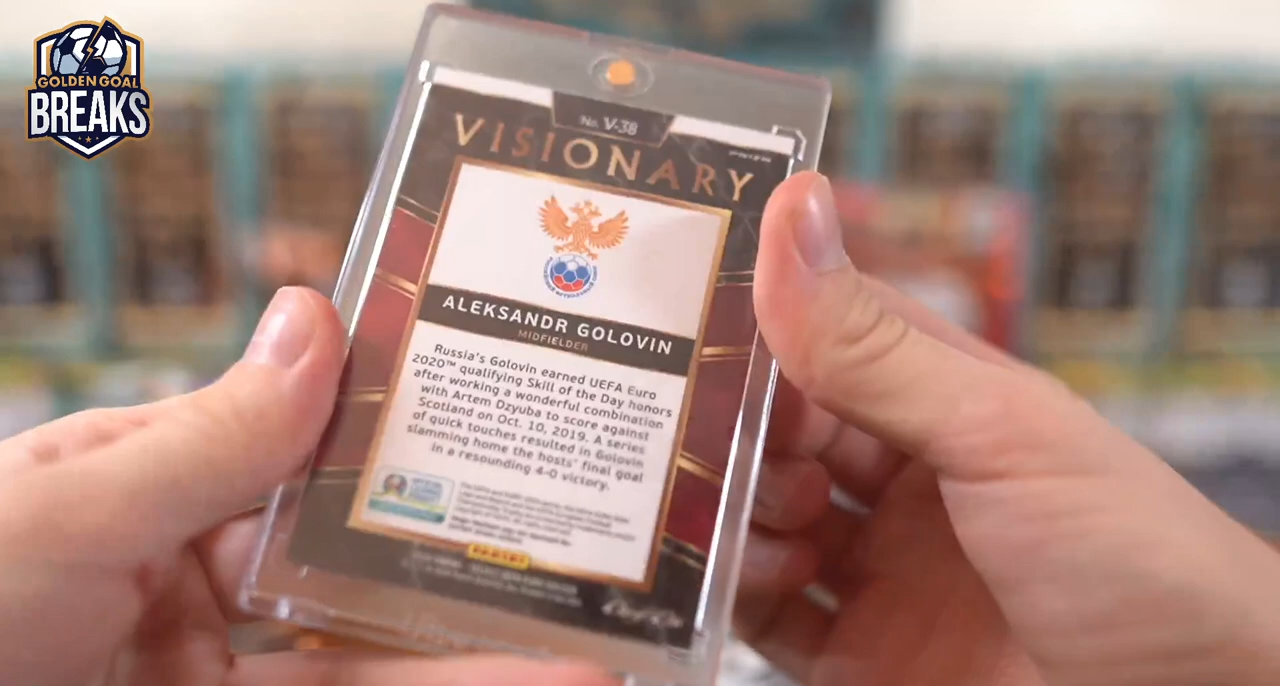 GOLDEN GOAL
BREAKS
No. V-38
VISIONARY
ALEKSANDR GOLOVIN
MIDFIELDER
Russia's Golovin earned UEFA Euro
2020™ qualifying Skill of the Day honors
after working a wonderful combination
with Artem Dzyuba to score against
Scotland on Oct. 10, 2019. A series
of quick touches resulted in Golovin
slamming home the hosts' final goal
in a resounding 4-0 victory.
PANINI